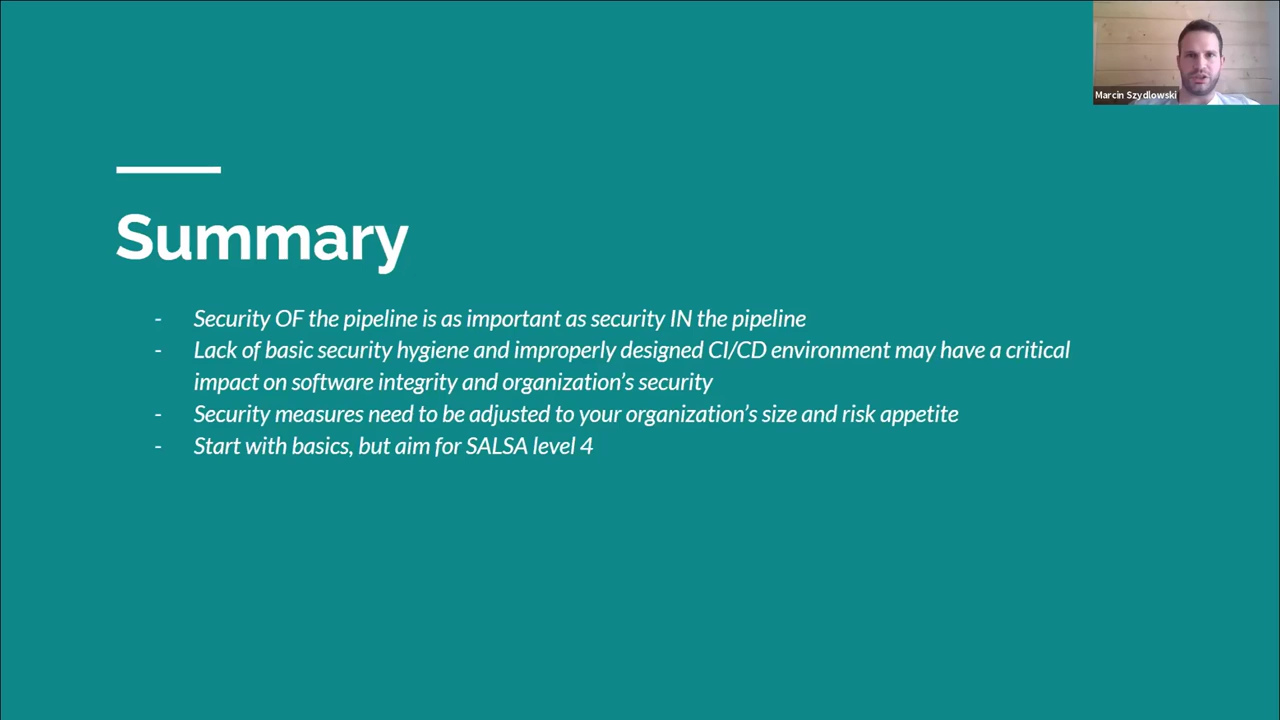 Marcin Szydlowski
Summary
- Security OF the pipeline is as important as security IN the pipeline
- Lack of basic security hygiene and improperly designed CI/CD environment may have a critical
impact on software integrity and organization’s security
- Security measures need to be adjusted to your organization’s size and risk appetite
- Start with basics, but aim for SALSA level 4